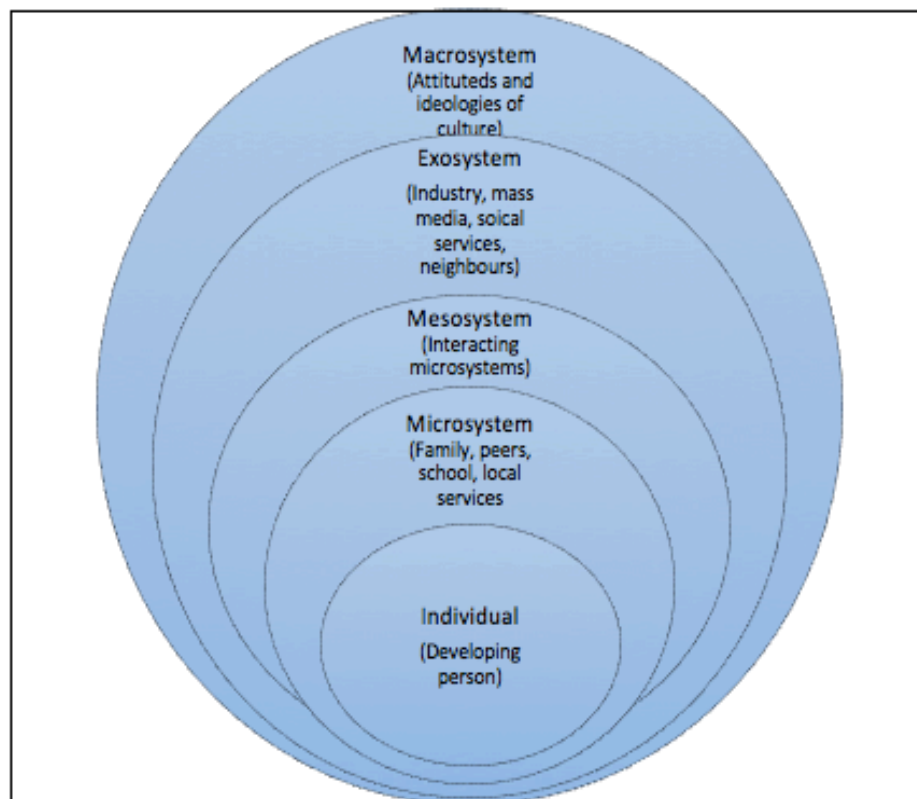 Macrosystem
(Attituteds and
ideologies of
culture)
Exosystem
(Industry, mass
media, soical
services,
neighbours)
Mesosystem
(Interacting
microsystems)
Microsystem
(Family, peers,
school, local
services
Individual
(Developing
person)